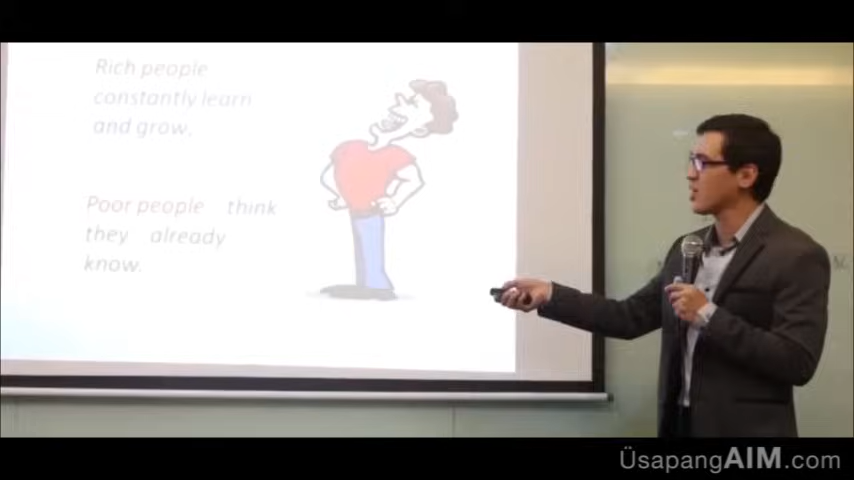 Rich people
constantly learn
and grow.
Poor people think
they already
know.
ÜsapangAIM.com